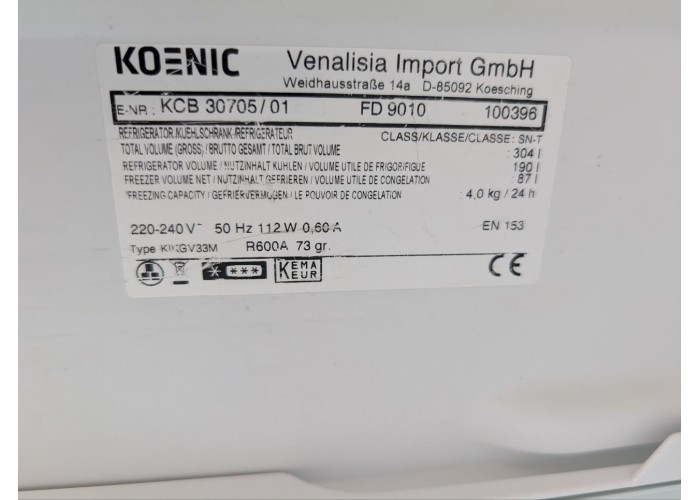 KOENIC Venalisia Import GmbH
Weidhausstraße 14a D-85092 Koesching
E-NR.: KCB 30705/01 FD 9010 100396
REFRIGERATOR/KUEHLSCHRANK/REFRIGERATEUR CLASS/KLASSE/CLASSE: SN-T
TOTAL VOLUME (GROSS)/BRUTTO GESAMT/TOTAL BRUT VOLUME : 304 l
REFRIGERATOR VOLUME/NUTZINHALT KUHLEN/VOLUME UTILE DE FRIGORIFIGUE 190 l
FREEZER VOLUME NET/NUTZINHALT GEFRIEREN/VOLUME UTILE DE CONGELATION : 87 l
FREEZING CAPACITY/GEFRIERVERMÖGEN/LE POUVOIR DE CONGELATION : 4,0 kg/24 h
220-240 V~ 50 Hz 112 W 0,60 A EN 153
Type R600A 73 gr.
*** KEMA EUR CE